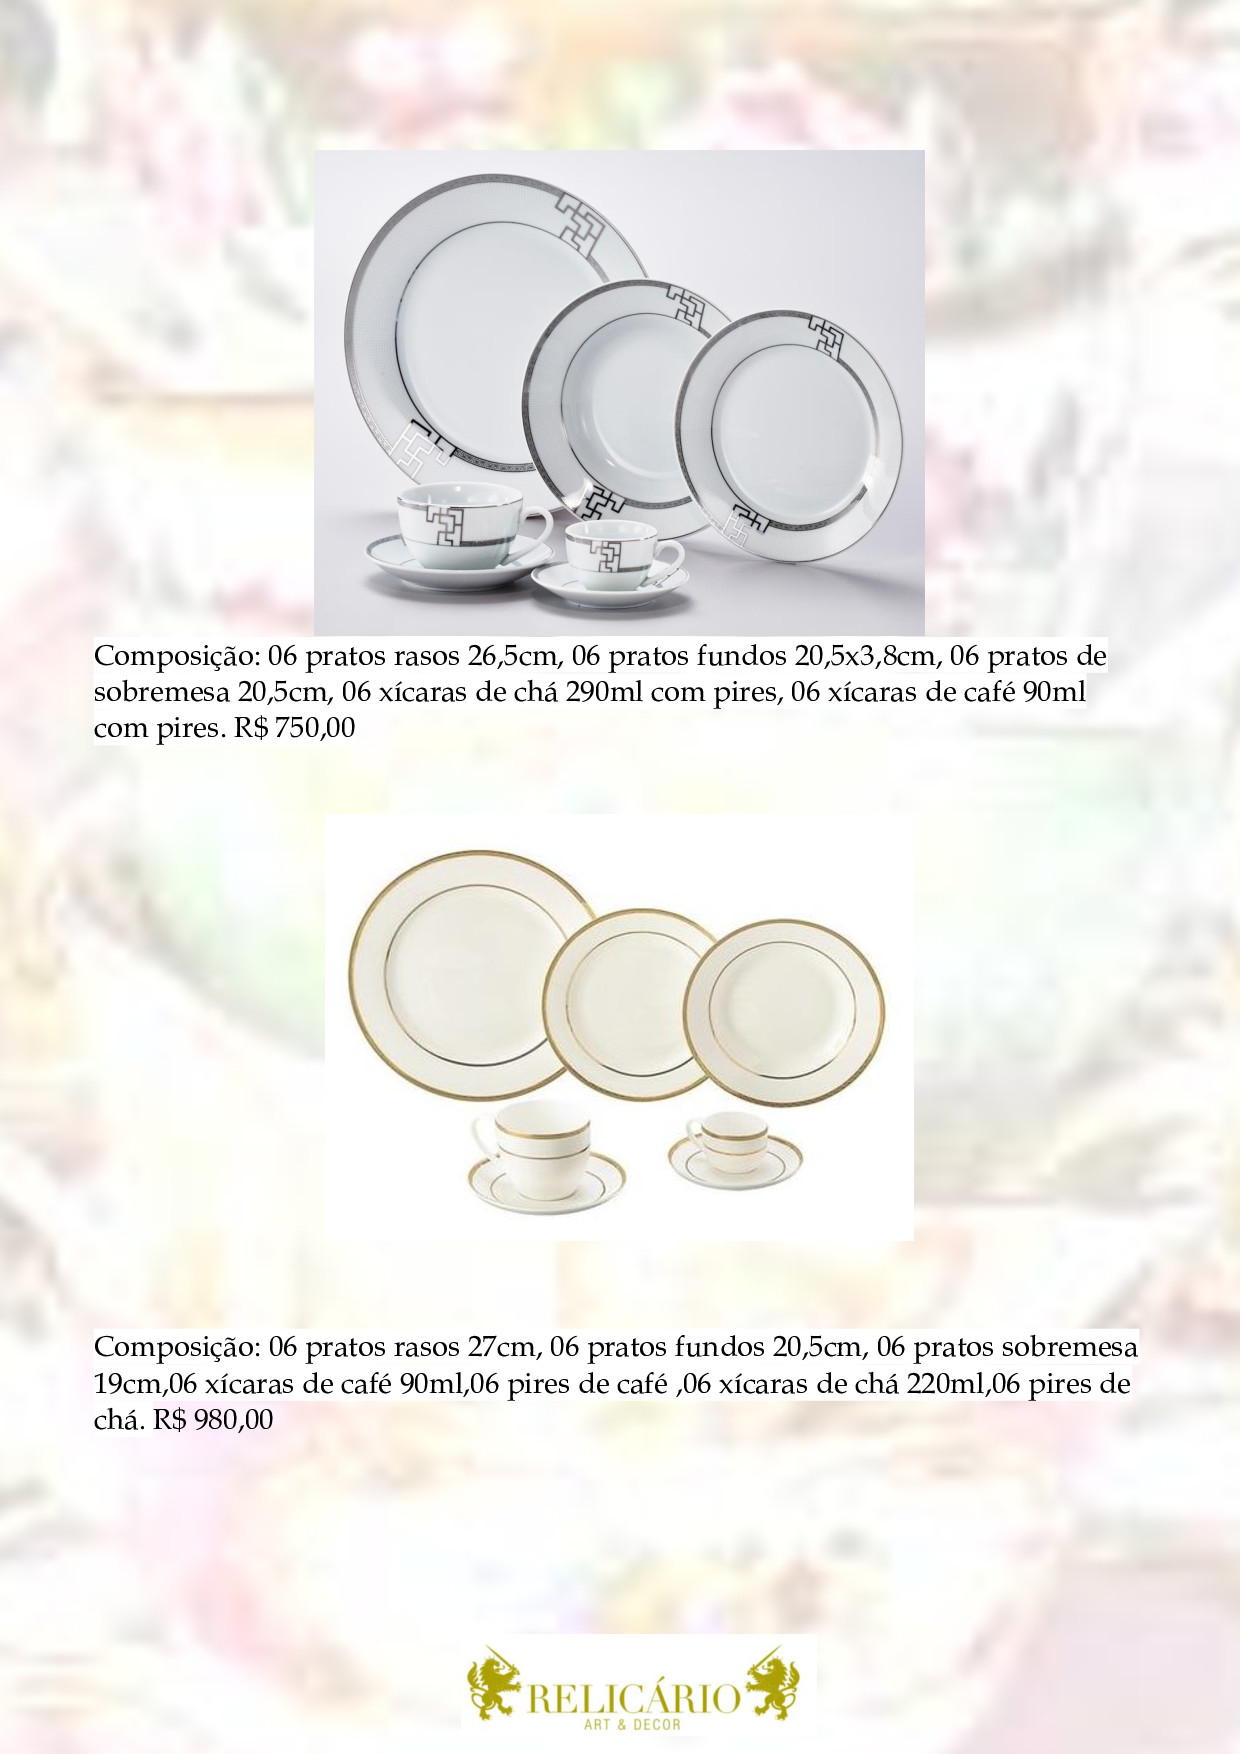 Composição: 06 pratos rasos 26,5cm, 06 pratos fundos 20,5x3,8cm, 06 pratos de
sobremesa 20,5cm, 06 xícaras de chá 290ml com pires, 06 xícaras de café 90ml
com pires. R$ 750,00
Composição: 06 pratos rasos 27cm, 06 pratos fundos 20,5cm, 06 pratos sobremesa
19cm,06 xícaras de café 90ml,06 pires de café ,06 xícaras de chá 220ml,06 pires de
chá. R$ 980,00
RELICÁRIO
ART & DECOR